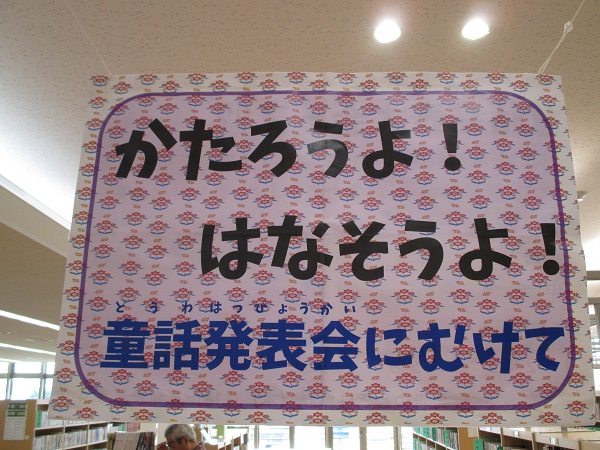 かたろうよ！
はなそうよ！
どうわはっぴょうかい
童話発表会にむけて